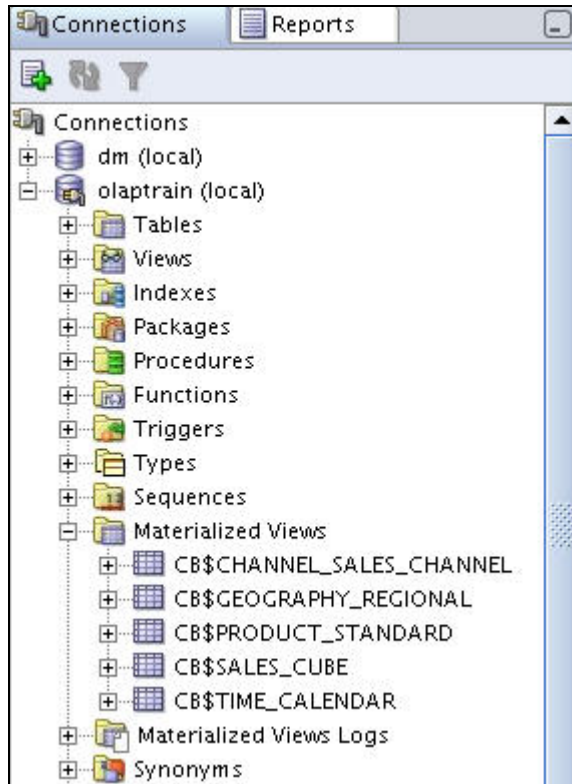 Connections Reports
Connections
dm (local)
olaptrain (local)
Tables
Views
Indexes
Packages
Procedures
Functions
Triggers
Types
Sequences
Materialized Views
CB$CHANNEL_SALES_CHANNEL
CB$GEOGRAPHY_REGIONAL
CB$PRODUCT_STANDARD
CB$SALES_CUBE
CB$TIME_CALENDAR
Materialized Views Logs
Synonyms